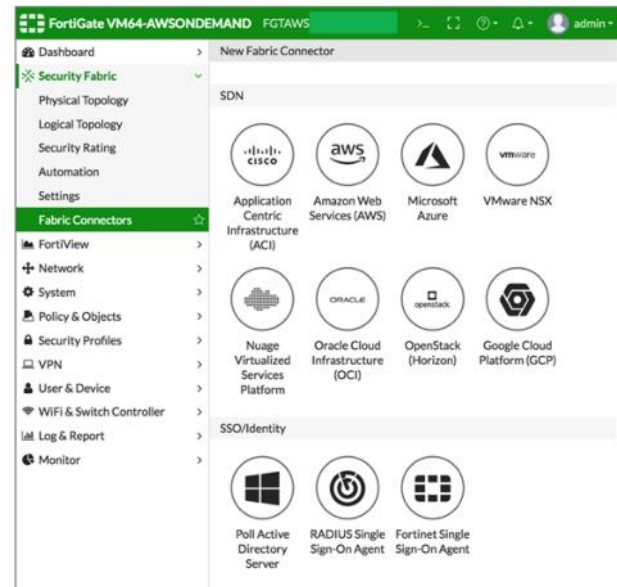 FortiGate VM64-AWSONDEMAND FGTAWS >_ admin
Dashboard
Security Fabric
Physical Topology
Logical Topology
Security Rating
Automation
Settings
Fabric Connectors
FortiView
Network
System
Policy & Objects
Security Profiles
VPN
User & Device
WiFi & Switch Controller
Log & Report
Monitor
New Fabric Connector
SDN
CISCO
aws
vmware
Application
Centric
Infrastructure
(ACI)
Amazon Web
Services (AWS)
Microsoft
Azure
VMware NSX
ORACLE
openstack.
Nuage
Virtualized
Services
Platform
Oracle Cloud
Infrastructure
(OCI)
OpenStack
(Horizon)
Google Cloud
Platform (GCP)
SSO/Identity
Poll Active
Directory
Server
RADIUS Single
Sign-On Agent
Fortinet Single
Sign-On Agent